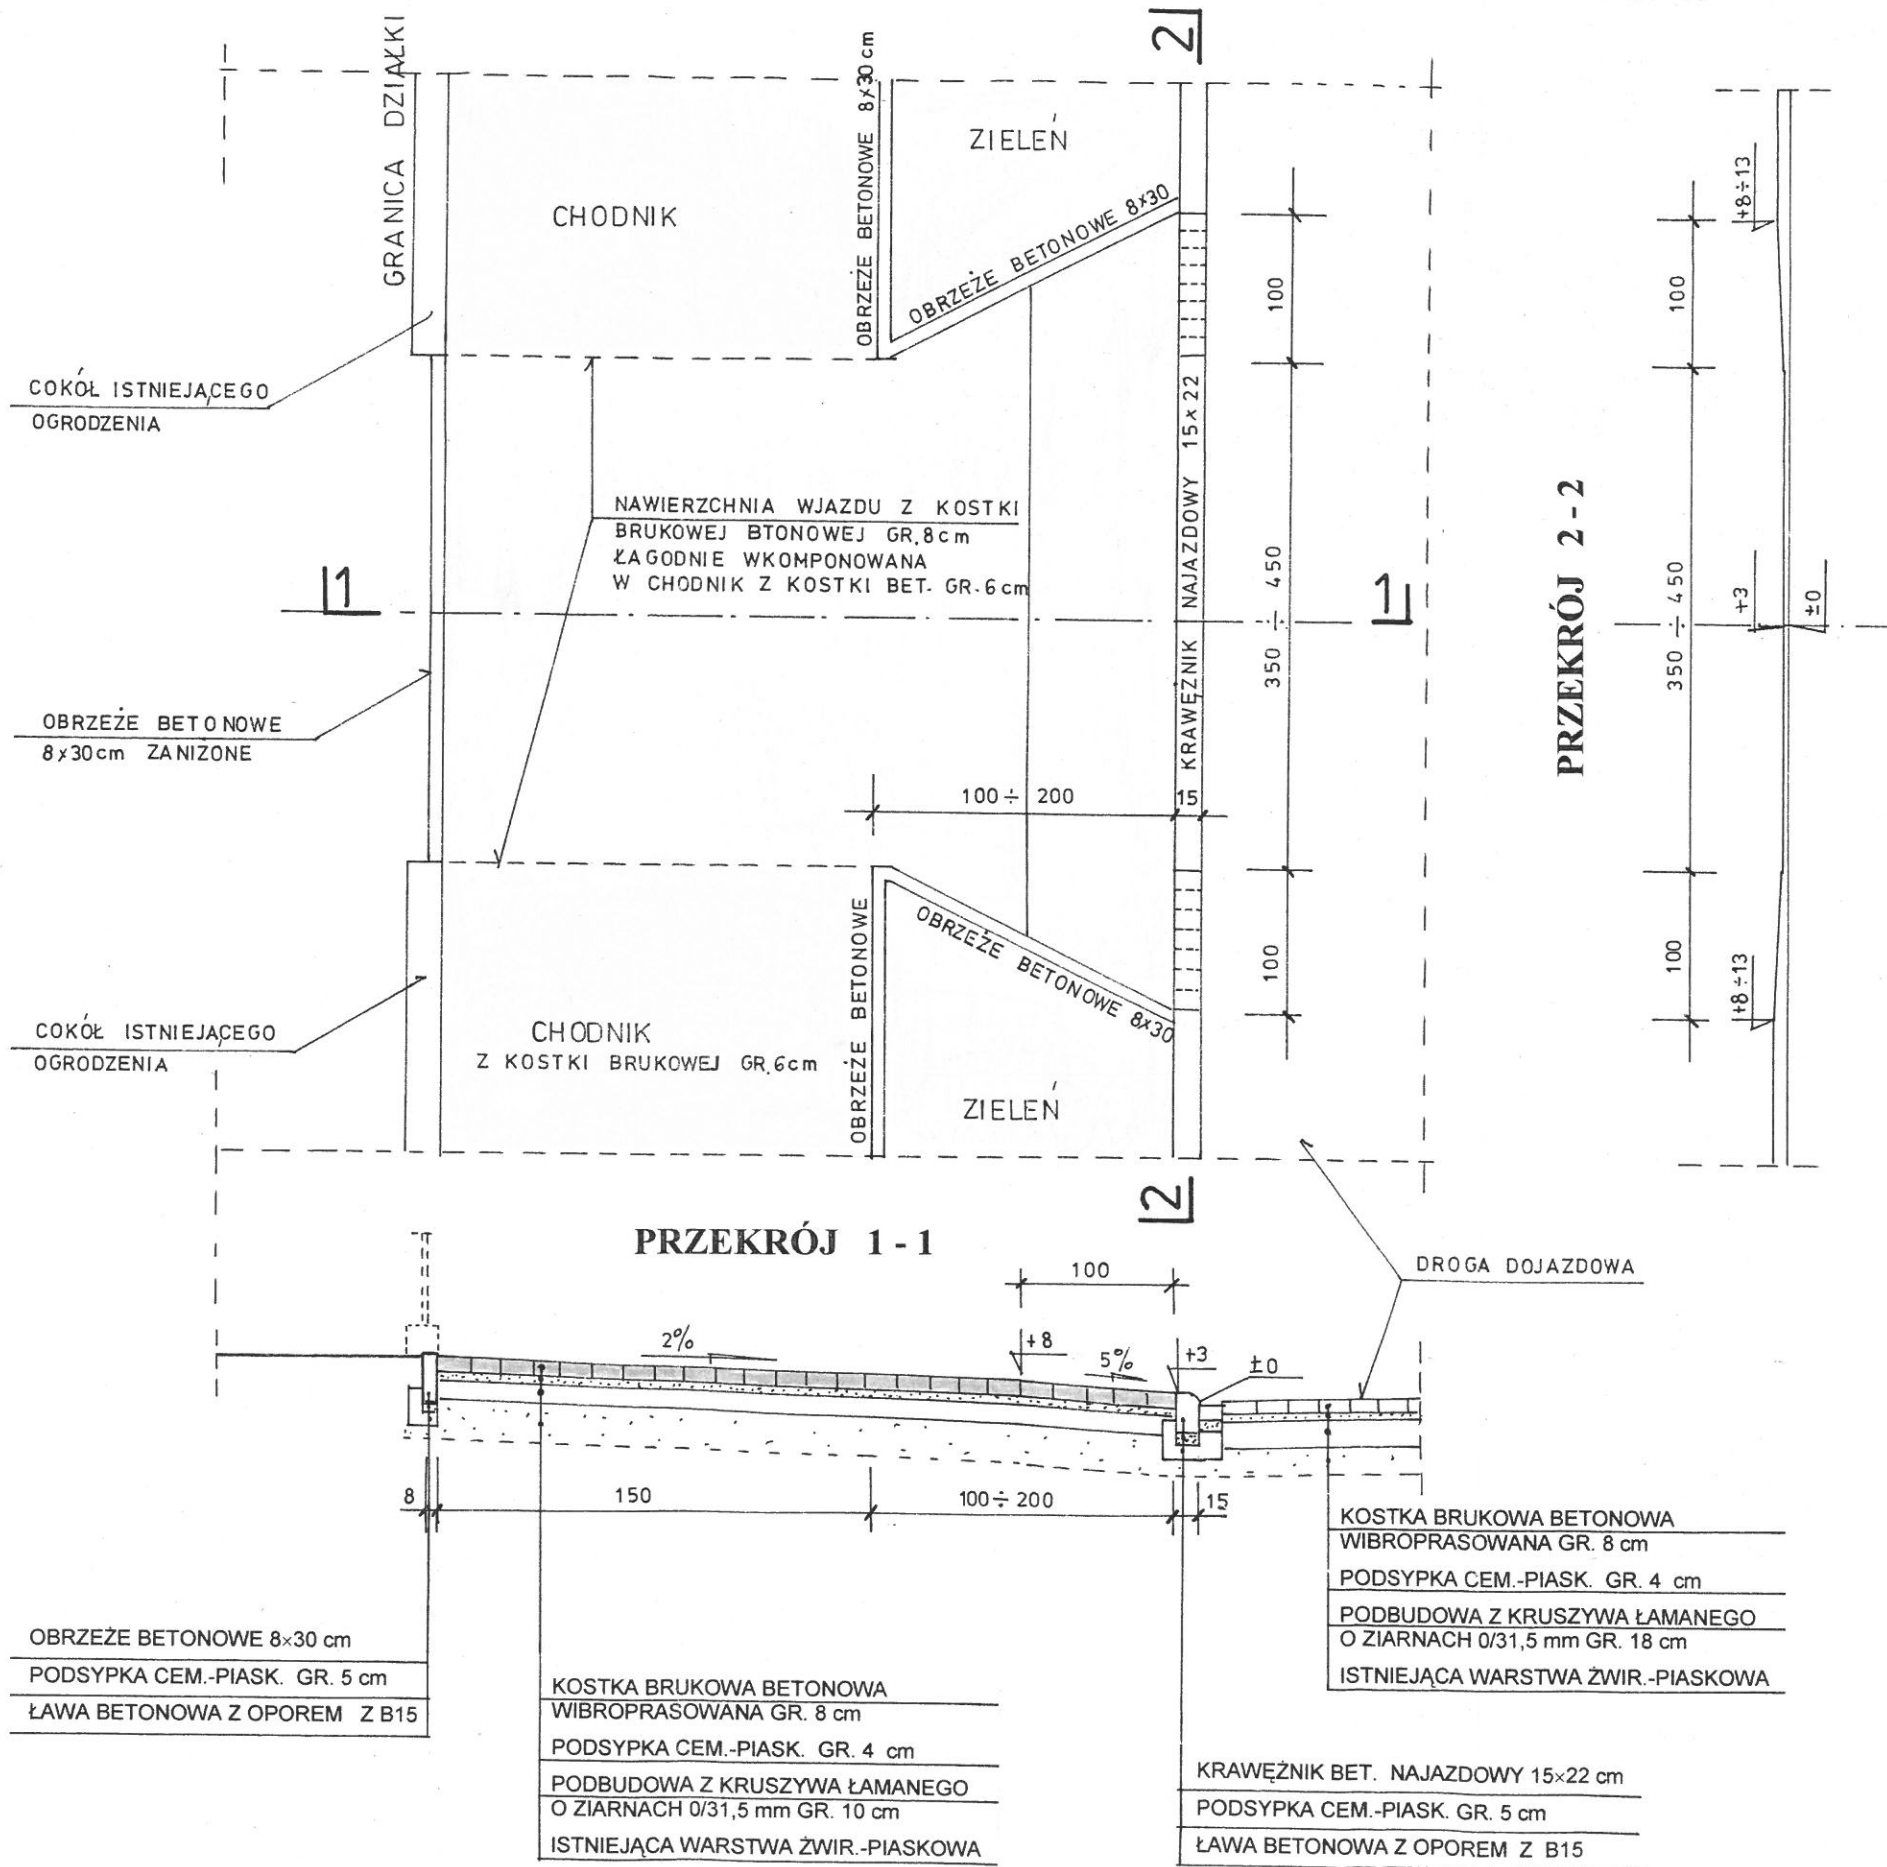 GRANICA DZIAŁKI
CHODNIK
OBRZEŻE BETONOWE 8x30 cm
ZIELEŃ
OBRZEŻE BETONOWE 8x30
2
100
+8÷13
100
COKÓŁ ISTNIEJĄCEGO
OGRODZENIA
NAWIERZCHNIA WJAZDU Z KOSTKI
BRUKOWEJ BTONOWEJ GR. 8cm
ŁAGODNIE WKOMPONOWANA
W CHODNIK Z KOSTKI BET. GR. 6cm
KRAWĘŻNIK NAJAZDOWY 15x22
350 ÷ 450
1
1
PRZEKRÓJ 2 - 2
350 ÷ 450
+3
±0
OBRZEŻE BETONOWE
8x30cm ZANIZONE
100 ÷ 200
15
COKÓŁ ISTNIEJĄCEGO
OGRODZENIA
CHODNIK
Z KOSTKI BRUKOWEJ GR. 6cm
OBRZEŻE BETONOWE
OBRZEŻE BETONOWE 8x30
ZIELEŃ
100
100
+8÷13
2
PRZEKRÓJ 1 - 1
DROGA DOJAZDOWA
100
2%
+8
5%
+3
±0
8
150
100÷200
15
OBRZEŻE BETONOWE 8×30 cm
PODSYPKA CEM.-PIASK. GR. 5 cm
ŁAWA BETONOWA Z OPOREM Z B15
KOSTKA BRUKOWA BETONOWA
WIBROPRASOWANA GR. 8 cm
PODSYPKA CEM.-PIASK. GR. 4 cm
PODBUDOWA Z KRUSZYWA ŁAMANEGO
O ZIARNACH 0/31,5 mm GR. 10 cm
ISTNIEJĄCA WARSTWA ŻWIR.-PIASKOWA
KOSTKA BRUKOWA BETONOWA
WIBROPRASOWANA GR. 8 cm
PODSYPKA CEM.-PIASK. GR. 4 cm
PODBUDOWA Z KRUSZYWA ŁAMANEGO
O ZIARNACH 0/31,5 mm GR. 18 cm
ISTNIEJĄCA WARSTWA ŻWIR.-PIASKOWA
KRAWĘŻNIK BET. NAJAZDOWY 15×22 cm
PODSYPKA CEM.-PIASK. GR. 5 cm
ŁAWA BETONOWA Z OPOREM Z B15